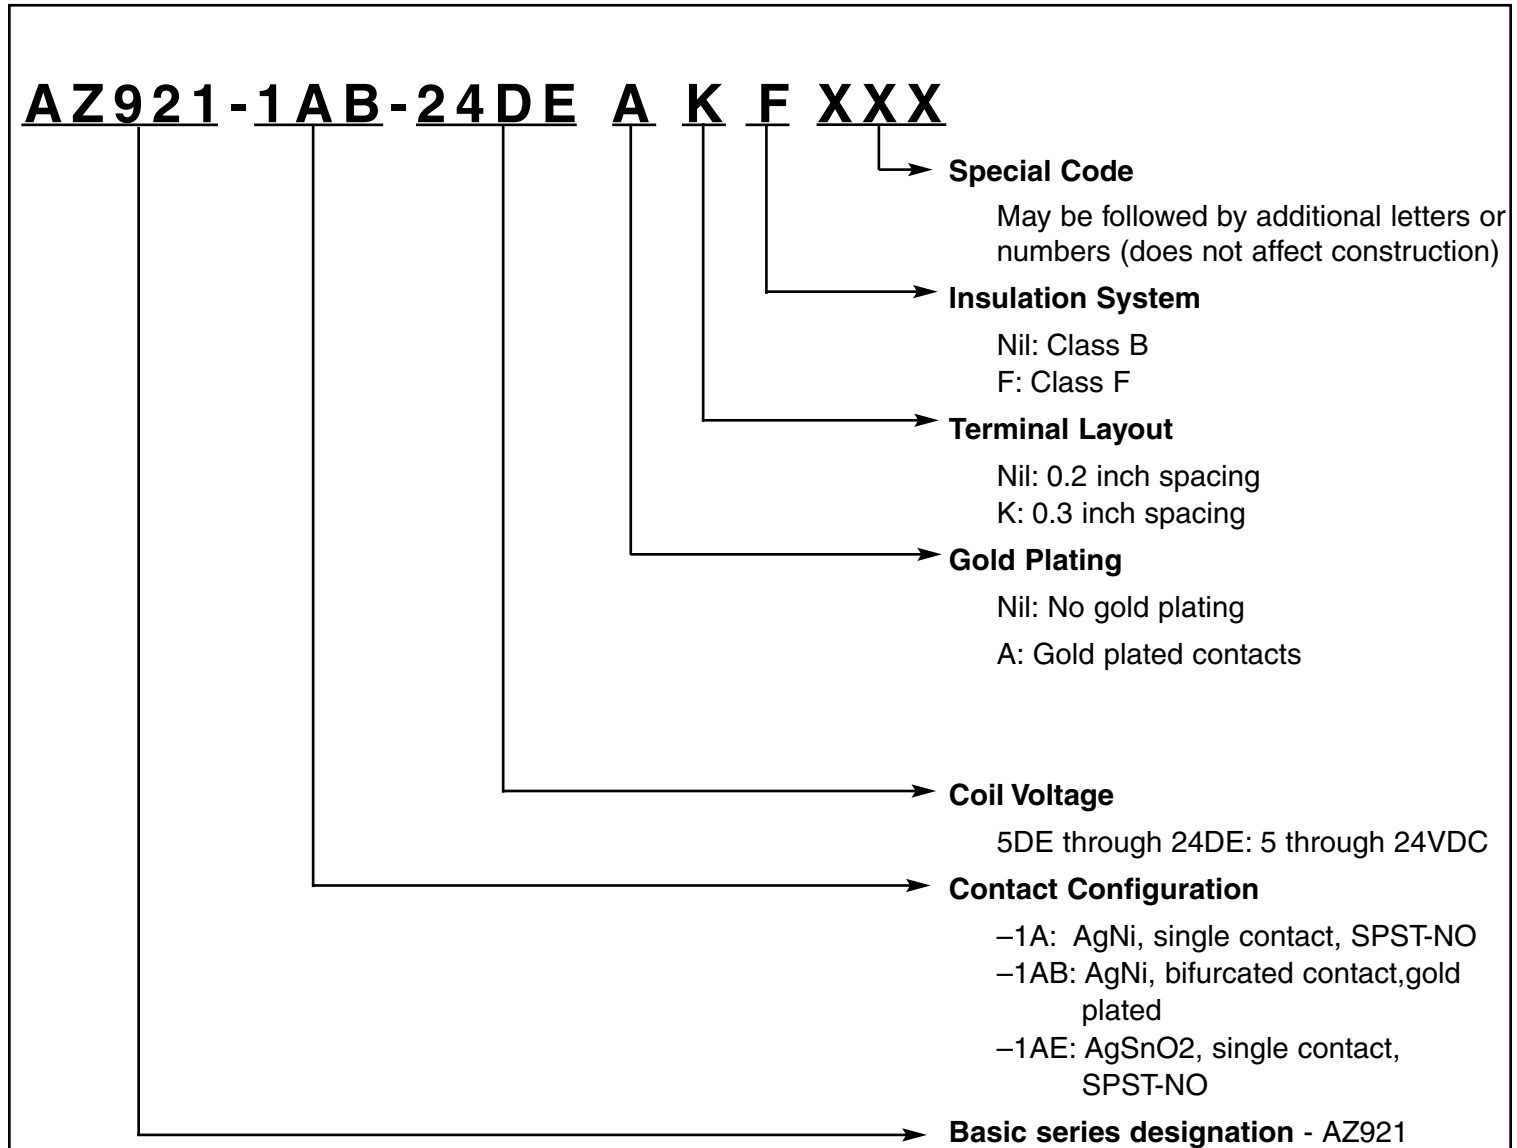 AZ921-1AB-24DE A K F XXX
Special Code
May be followed by additional letters or
numbers (does not affect construction)
Insulation System
Nil: Class B
F: Class F
Terminal Layout
Nil: 0.2 inch spacing
K: 0.3 inch spacing
Gold Plating
Nil: No gold plating
A: Gold plated contacts
Coil Voltage
5DE through 24DE: 5 through 24VDC
Contact Configuration
–1A: AgNi, single contact, SPST-NO
–1AB: AgNi, bifurcated contact,gold
plated
–1AE: AgSnO2, single contact,
SPST-NO
Basic series designation - AZ921